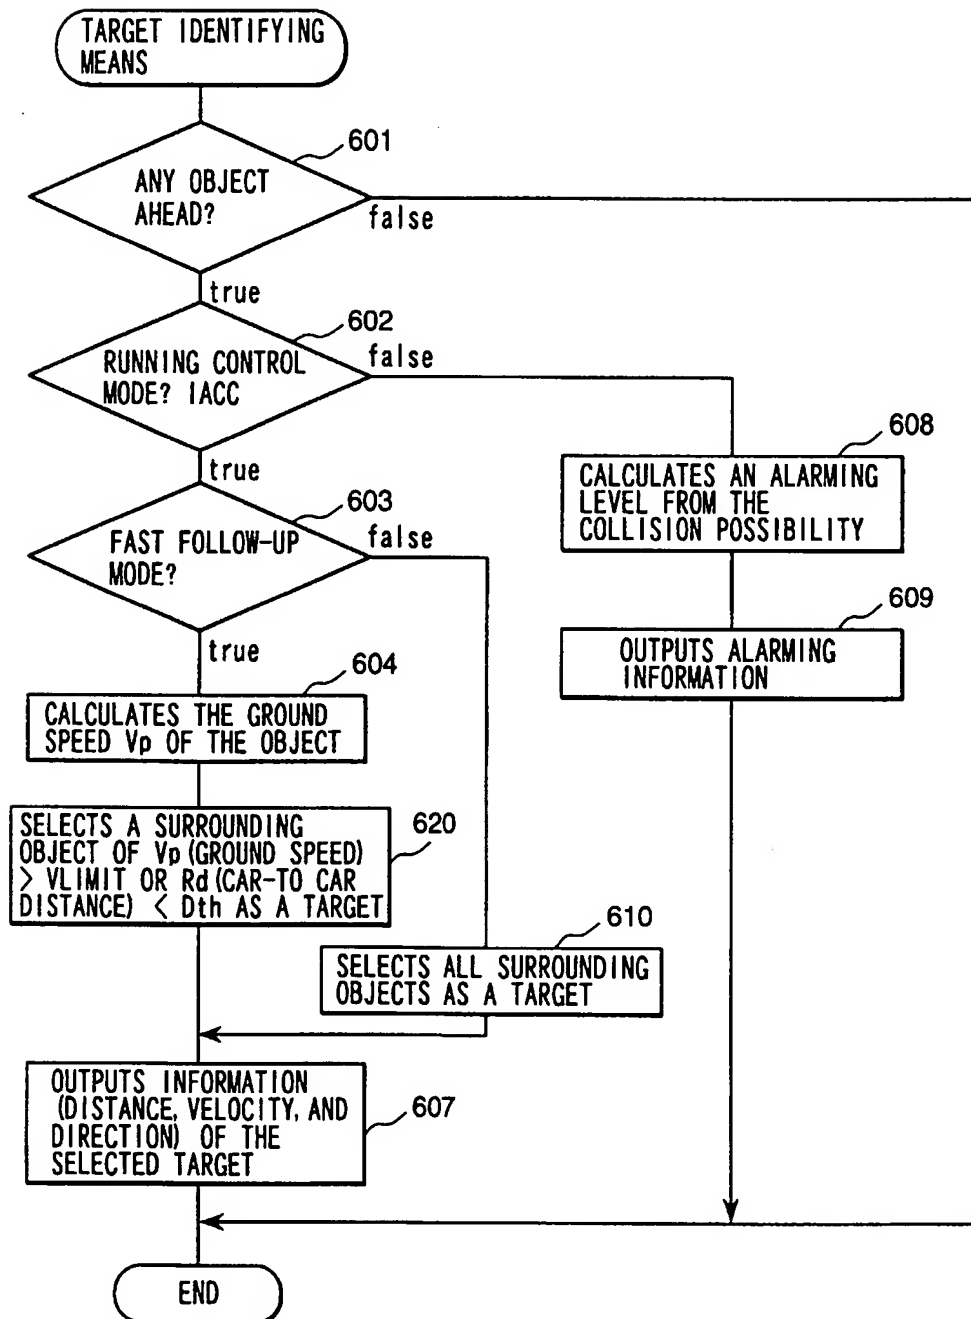 TARGET IDENTIFYING
MEANS
601
ANY OBJECT
AHEAD?
false
true
602
RUNNING CONTROL
MODE? IACC
false
true
603
FAST FOLLOW-UP
MODE?
false
true
608
CALCULATES AN ALARMING
LEVEL FROM THE
COLLISION POSSIBILITY
609
OUTPUTS ALARMING
INFORMATION
604
CALCULATES THE GROUND
SPEED Vp OF THE OBJECT
620
SELECTS A SURROUNDING
OBJECT OF Vp (GROUND SPEED)
> VLIMIT OR Rd (CAR-TO CAR
DISTANCE) < Dth AS A TARGET
610
SELECTS ALL SURROUNDING
OBJECTS AS A TARGET
OUTPUTS INFORMATION
(DISTANCE, VELOCITY, AND
DIRECTION) OF THE
SELECTED TARGET
607
END